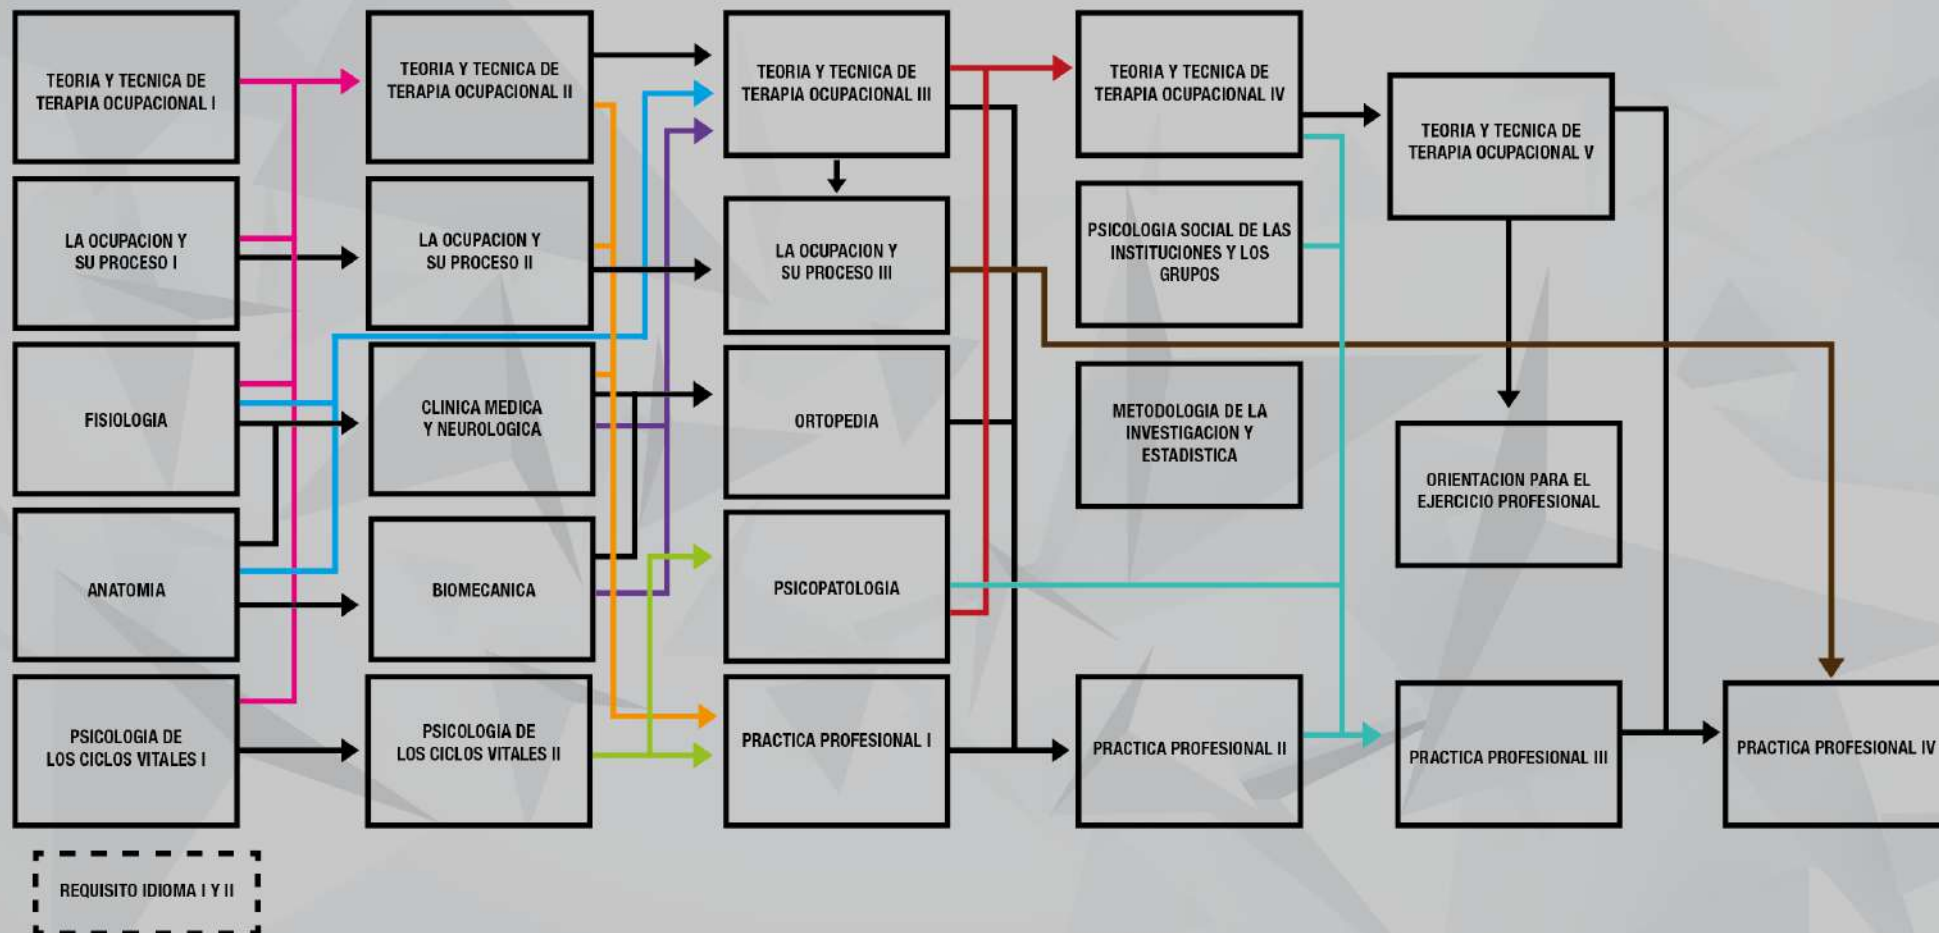 TEORIA Y TECNICA DE
TERAPIA OCUPACIONAL I
LA OCUPACION Y
SU PROCESO I
FISIOLOGIA
ANATOMIA
PSICOLOGIA DE
LOS CICLOS VITALES I
REQUISITO IDIOMA I Y II
TEORIA Y TECNICA DE
TERAPIA OCUPACIONAL II
LA OCUPACION Y
SU PROCESO II
CLINICA MEDICA
Y NEUROLOGICA
BIOMECANICA
PSICOLOGIA DE
LOS CICLOS VITALES II
TEORIA Y TECNICA DE
TERAPIA OCUPACIONAL III
LA OCUPACION Y
SU PROCESO III
ORTOPEDIA
PSICOPATOLOGIA
PRACTICA PROFESIONAL I
TEORIA Y TECNICA DE
TERAPIA OCUPACIONAL IV
PSICOLOGIA SOCIAL DE LAS
INSTITUCIONES Y LOS
GRUPOS
METODOLOGIA DE LA
INVESTIGACION Y
ESTADISTICA
PRACTICA PROFESIONAL II
TEORIA Y TECNICA DE
TERAPIA OCUPACIONAL V
ORIENTACION PARA EL
EJERCICIO PROFESIONAL
PRACTICA PROFESIONAL III
PRACTICA PROFESIONAL IV